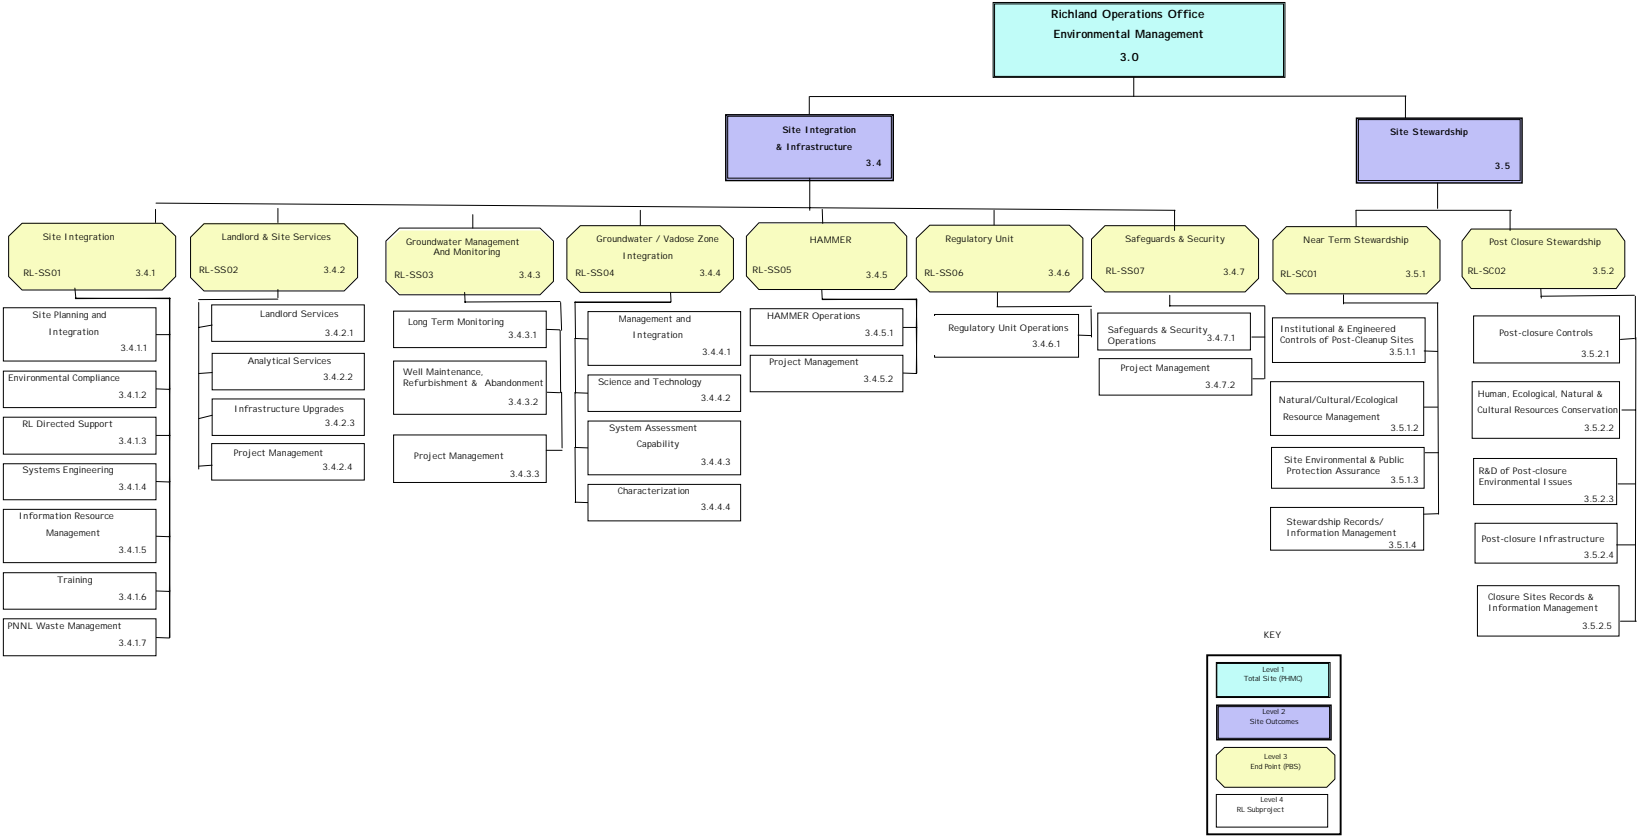 Richland Operations Office
Environmental Management
3.0
Site Integration
& Infrastructure
3.4
Site Stewardship
3.5
Site Integration
RL-SS01 3.4.1
Landlord & Site Services
RL-SS02 3.4.2
Groundwater Management
And Monitoring
RL-SS03 3.4.3
Groundwater / Vadose Zone
Integration
RL-SS04 3.4.4
HAMMER
RL-SS05 3.4.5
Regulatory Unit
RL-SS06 3.4.6
Safeguards & Security
RL-SS07 3.4.7
Near Term Stewardship
RL-SC01 3.5.1
Post Closure Stewardship
RL-SC02 3.5.2
Site Planning and
Integration
3.4.1.1
Environmental Compliance
3.4.1.2
RL Directed Support
3.4.1.3
Systems Engineering
3.4.1.4
Information Resource
Management
3.4.1.5
Training
3.4.1.6
PNNL Waste Management
3.4.1.7
Landlord Services
3.4.2.1
Analytical Services
3.4.2.2
Infrastructure Upgrades
3.4.2.3
Project Management
3.4.2.4
Long Term Monitoring
3.4.3.1
Well Maintenance,
Refurbishment & Abandonment
3.4.3.2
Project Management
3.4.3.3
Management and
Integration
3.4.4.1
Science and Technology
3.4.4.2
System Assessment
Capability
3.4.4.3
Characterization
3.4.4.4
HAMMER Operations
3.4.5.1
Project Management
3.4.5.2
Regulatory Unit Operations
3.4.6.1
Safeguards & Security
Operations 3.4.7.1
Project Management
3.4.7.2
Institutional & Engineered
Controls of Post-Cleanup Sites
3.5.1.1
Natural/Cultural/Ecological
Resource Management
3.5.1.2
Site Environmental & Public
Protection Assurance
3.5.1.3
Stewardship Records/
Information Management
3.5.1.4
Post-closure Controls
3.5.2.1
Human, Ecological, Natural &
Cultural Resources Conservation
3.5.2.2
R&D of Post-closure
Environmental Issues
3.5.2.3
Post-closure Infrastructure
3.5.2.4
Closure Sites Records &
Information Management
3.5.2.5
KEY
Level 1
Total Site (PHMC)
Level 2
Site Outcomes
Level 3
End Point (PBS)
Level 4
RL Subproject